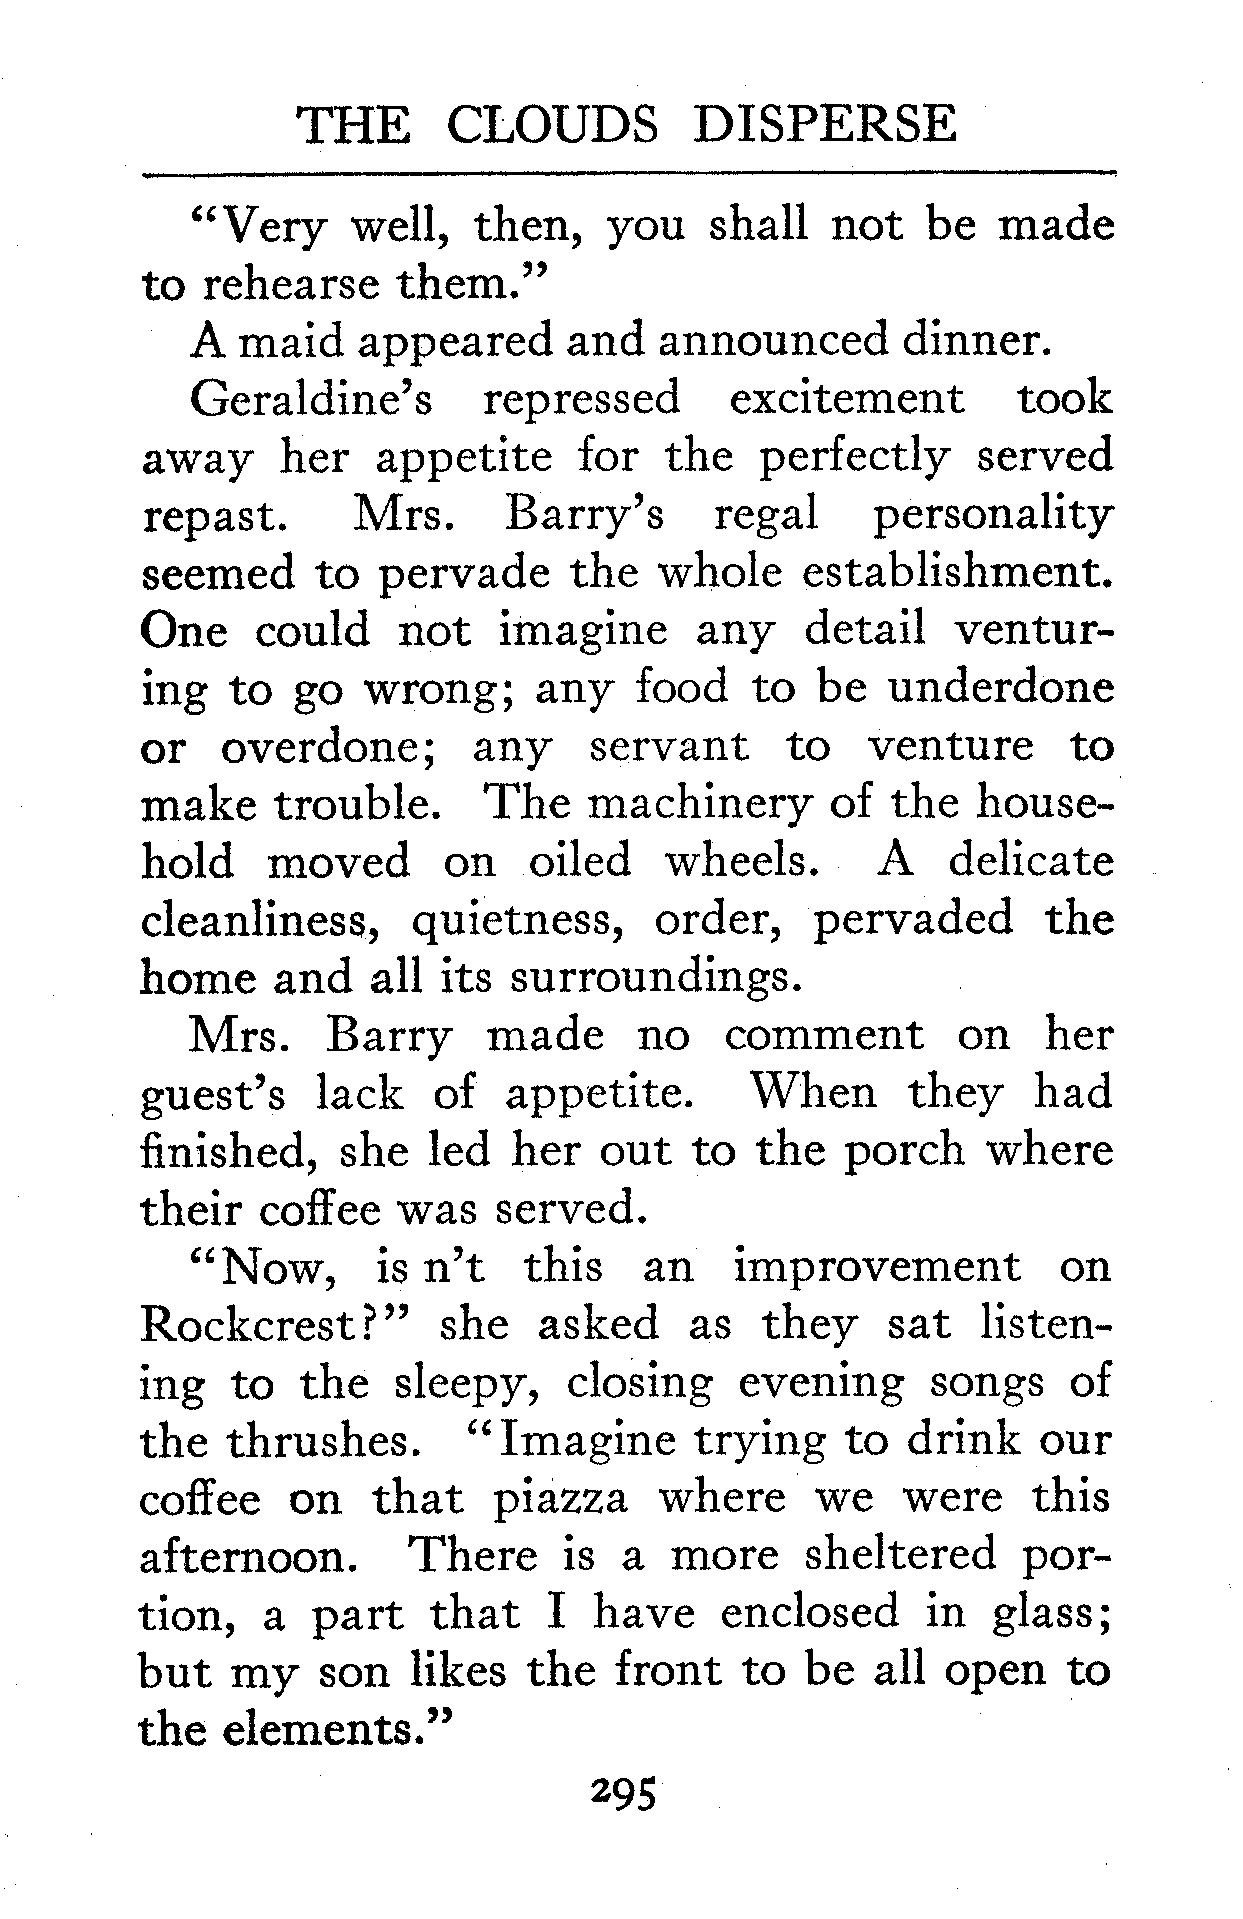 THE CLOUDS DISPERSE
“Very well, then, you shall not be made
to rehearse them.”
A maid appeared and announced dinner.
Geraldine’s repressed excitement took
away her appetite for the perfectly served
repast. Mrs. Barry’s regal personality
seemed to pervade the whole establishment.
One could not imagine any detail ventur-
ing to go wrong; any food to be underdone
or overdone; any servant to venture to
make trouble. The machinery of the house-
hold moved on oiled wheels. A delicate
cleanliness, quietness, order, pervaded the
home and all its surroundings.
Mrs. Barry made no comment on her
guest’s lack of appetite. When they had
finished, she led her out to the porch where
their coffee was served.
“Now, is n’t this an improvement on
Rockcrest?” she asked as they sat listen-
ing to the sleepy, closing evening songs of
the thrushes. “Imagine trying to drink our
coffee on that piazza where we were this
afternoon. There is a more sheltered por-
tion, a part that I have enclosed in glass;
but my son likes the front to be all open to
the elements.”
295